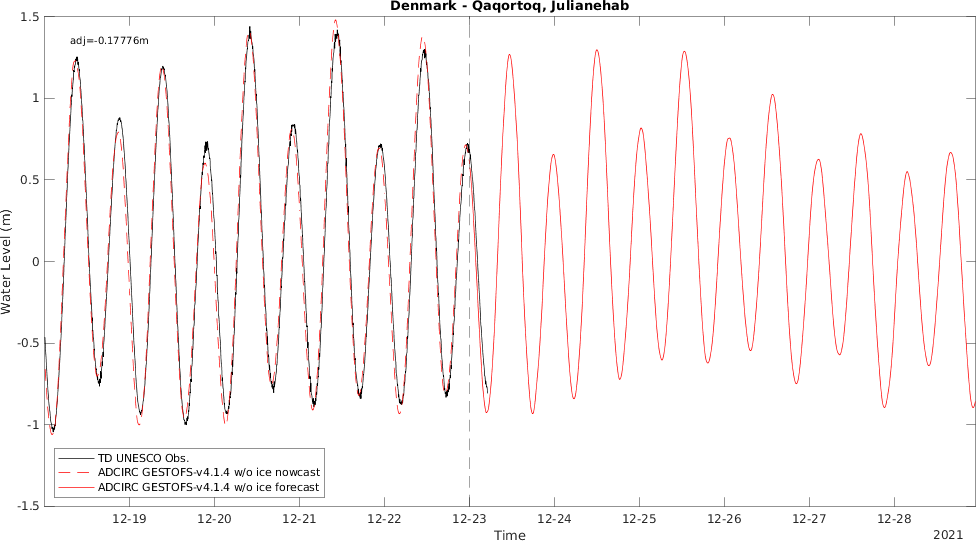 Denmark - Qaqortoq, Julianehab
adj=-0.17776m
1.5
1
0.5
0
-0.5
-1
-1.5
Water Level (m)
TD UNESCO Obs.
ADCIRC GESTOFS-v4.1.4 w/o ice nowcast
ADCIRC GESTOFS-v4.1.4 w/o ice forecast
12-19 12-20 12-21 12-22 12-23 12-24 12-25 12-26 12-27 12-28
Time
2021